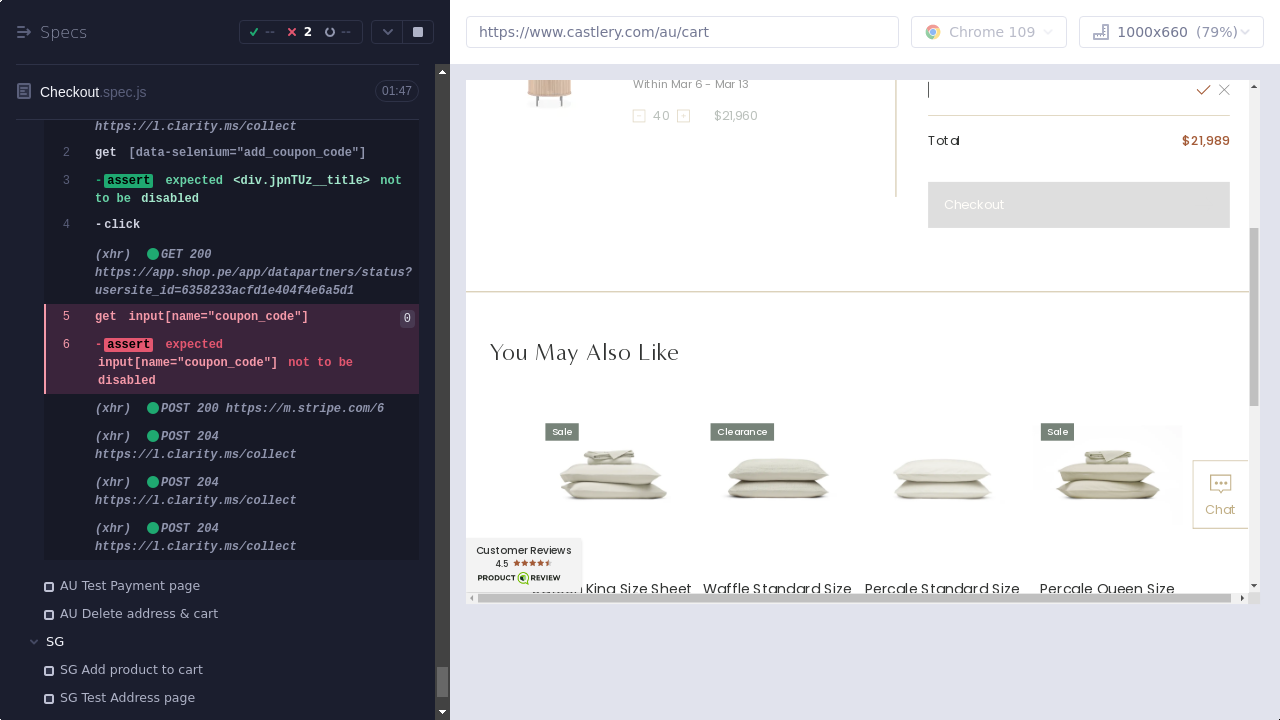 Specs
--
2
--
Checkout.spec.js
01:47
https://l.clarity.ms/collect
2 get [data-selenium="add_coupon_code"]
3 -assert expected <div.jpnTUz__title> not
to be disabled
4 -click
(xhr) GET 200
https://app.shop.pe/app/datapartners/status?
usersite_id=6358233acfd1e404f4e6a5d1
5 get input[name="coupon_code"] 0
6 -assert expected
input[name="coupon_code"] not to be
disabled
(xhr) POST 200 https://m.stripe.com/6
(xhr) POST 204
https://l.clarity.ms/collect
(xhr) POST 204
https://l.clarity.ms/collect
(xhr) POST 204
https://l.clarity.ms/collect
AU Test Payment page
AU Delete address & cart
SG
SG Add product to cart
SG Test Address page
https://www.castlery.com/au/cart
Chrome 109
1000x660 (79%)
Within Mar 6 - Mar 13
- 40 + $21,960
Total $21,989
Checkout
You May Also Like
Sale
Clearance
Sale
Chat
Customer Reviews
4.5
PRODUCT REVIEW
King Size Sheet
Waffle Standard Size
Percale Standard Size
Percale Queen Size